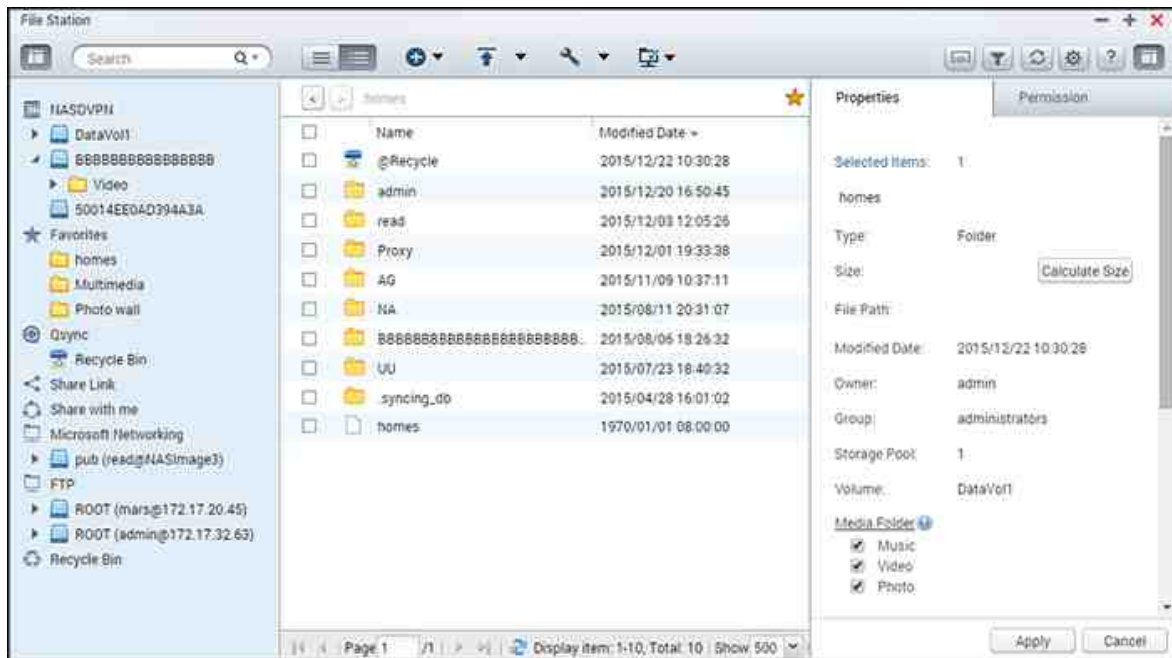 File Station
Search
NASDVPN
DataVol1
BBBBBBBBBBBBBBBBB
Video
50014EE0AD394A3A
Favorites
homes
Multimedia
Photo wall
Qsync
Recycle Bin
Share Link
Share with me
Microsoft Networking
pub (read@NASImage3)
FTP
ROOT (mars@172.17.20.45)
ROOT (admin@172.17.32.63)
Recycle Bin
homes
Name Modified Date
@Recycle 2015/12/22 10:30:28
admin 2015/12/20 16:50:45
read 2015/12/03 12:05:26
Proxy 2015/12/01 19:33:38
AG 2015/11/09 10:37:11
NA 2015/08/11 20:31:07
BBBBBBBBBBBBBBBBBBBBBBBB... 2015/08/06 18:26:32
UU 2015/07/23 18:40:32
.syncing_db 2015/04/28 16:01:02
homes 1970/01/01 08:00:00
Page 1 /1 Display item: 1-10, Total: 10 Show 500
Properties Permission
Selected Items: 1
homes
Type: Folder
Size: Calculate Size
File Path:
Modified Date: 2015/12/22 10:30:28
Owner: admin
Group: administrators
Storage Pool: 1
Volume: DataVol1
Media Folder
Music
Video
Photo
Apply Cancel